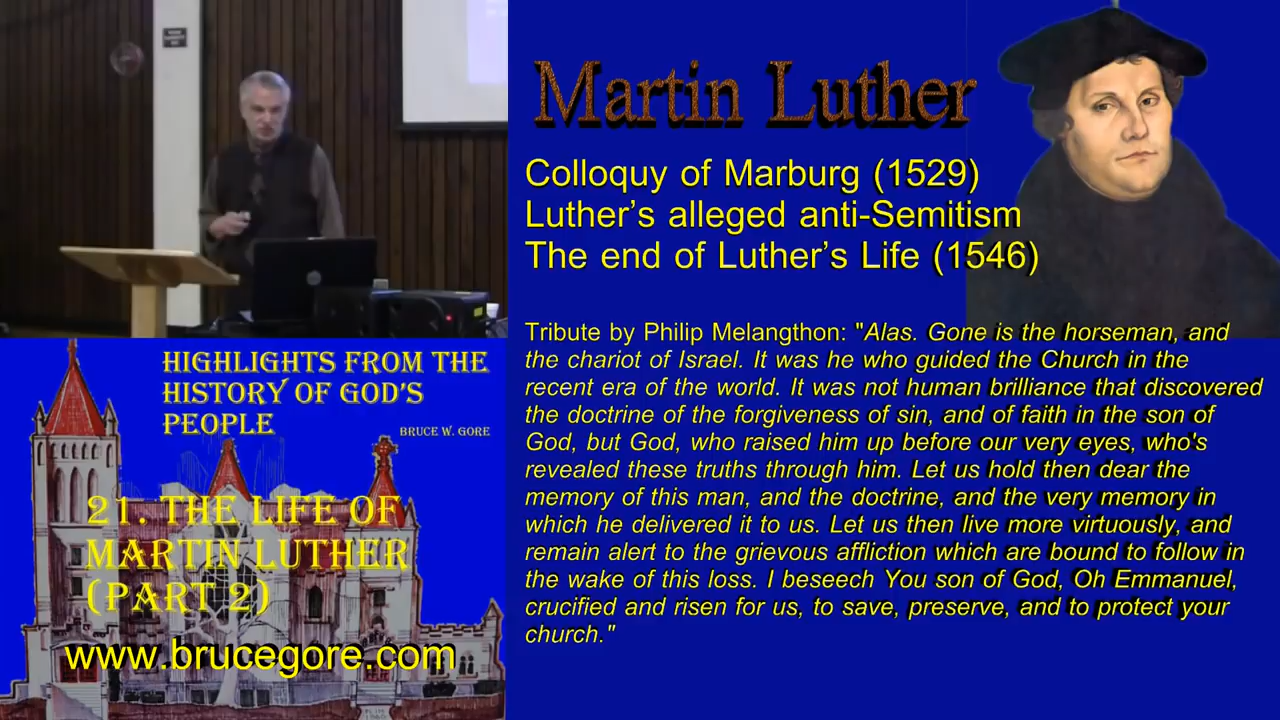 Martin Luther
Colloquy of Marburg (1529)
Luther's alleged anti-Semitism
The end of Luther's Life (1546)
Tribute by Philip Melangthon: "Alas. Gone is the horseman, and
the chariot of Israel. It was he who guided the Church in the
recent era of the world. It was not human brilliance that discovered
the doctrine of the forgiveness of sin, and of faith in the son of
God, but God, who raised him up before our very eyes, who's
revealed these truths through him. Let us hold then dear the
memory of this man, and the doctrine, and the very memory in
which he delivered it to us. Let us then live more virtuously, and
remain alert to the grievous affliction which are bound to follow in
the wake of this loss. I beseech You son of God, Oh Emmanuel,
crucified and risen for us, to save, preserve, and to protect your
church."
HIGHLIGHTS FROM THE
HISTORY OF GOD'S
PEOPLE
BRUCE W. GORE
21. THE LIFE OF
MARTIN LUTHER
(PART 2)
www.brucegore.com